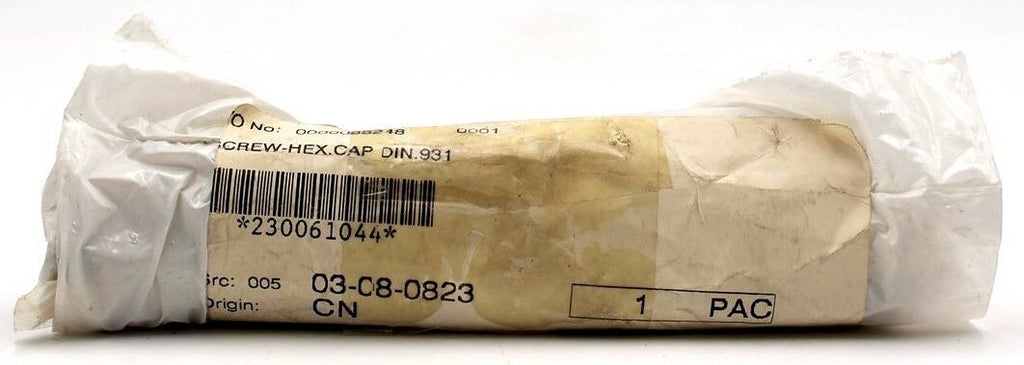 O No: 0000088248 0001
SCREW-HEX.CAP DIN.931
*230061044*
Src: 005 03-08-0823
Origin: CN
1 PAC